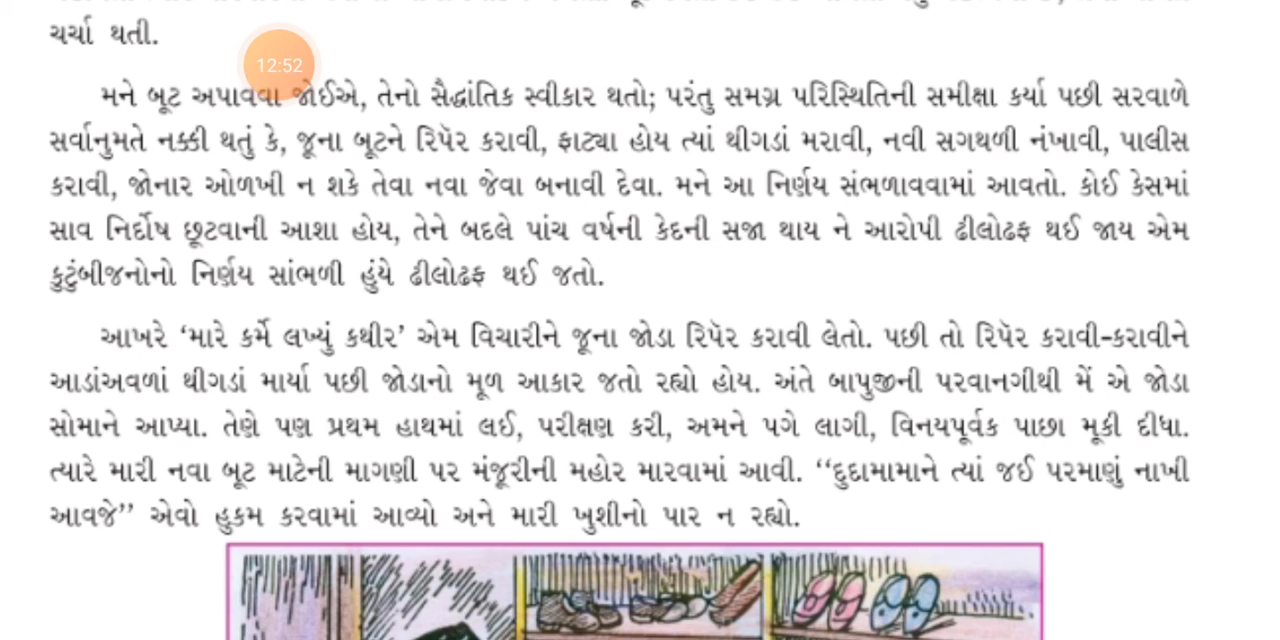 ચર્ચા થતી.
12:52
મને બૂટ અપાવવા જોઈએ, તેનો સૈદ્ધાંતિક સ્વીકાર થતો; પરંતુ સમગ્ર પરિસ્થિતિની સમીક્ષા કર્યા પછી સરવાળે
સર્વાનુમતે નક્કી થતું કે, જૂના બૂટને રિપૅર કરાવી, ફાટ્યા હોય ત્યાં થીગડાં મરાવી, નવી સગથળી નંખાવી, પાલીસ
કરાવી, જોનાર ઓળખી ન શકે તેવા નવા જેવા બનાવી દેવા. મને આ નિર્ણય સંભળાવવામાં આવતો. કોઈ કેસમાં
સાવ નિર્દોષ છૂટવાની આશા હોય, તેને બદલે પાંચ વર્ષની કેદની સજા થાય ને આરોપી ઢીલોઢફ થઈ જાય એમ
કુટુંબીજનોનો નિર્ણય સાંભળી હુંયે ઢીલોઢફ થઈ જતો.
આખરે ‘મારે કર્મે લખ્યું કથીર’ એમ વિચારીને જૂના જોડા રિપૅર કરાવી લેતો. પછી તો રિપૅર કરાવી-કરાવીને
આડાંઅવળાં થીગડાં માર્યા પછી જોડાનો મૂળ આકાર જતો રહ્યો હોય. અંતે બાપુજીની પરવાનગીથી મેં એ જોડા
સોમાને આપ્યા. તેણે પણ પ્રથમ હાથમાં લઈ, પરીક્ષણ કરી, અમને પગે લાગી, વિનયપૂર્વક પાછા મૂકી દીધા.
ત્યારે મારી નવા બૂટ માટેની માગણી પર મંજૂરીની મહોર મારવામાં આવી. ‘‘દુદામામાને ત્યાં જઈ પરમાણું નાખી
આવજે’’ એવો હુકમ કરવામાં આવ્યો અને મારી ખુશીનો પાર ન રહ્યો.